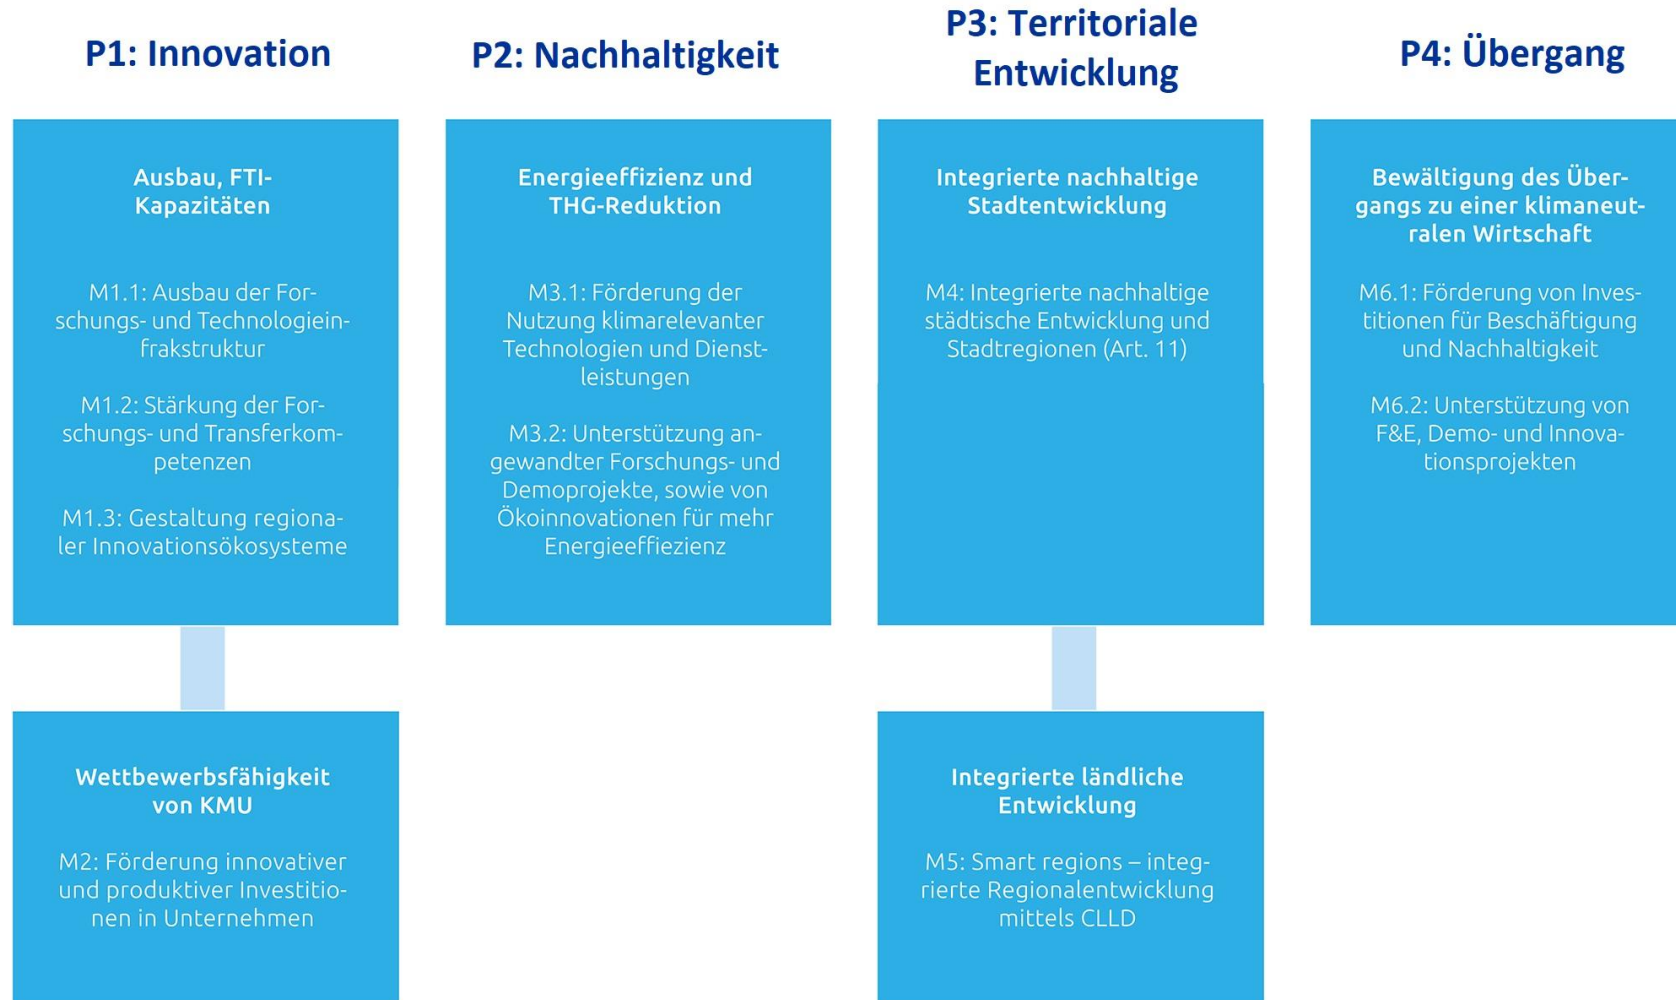 P1: Innovation
Ausbau, FTI-
Kapazitäten
M1.1: Ausbau der For-
schungs- und Technologiein-
frakstruktur
M1.2: Stärkung der For-
schungs- und Transferkom-
petenzen
M1.3: Gestaltung regiona-
ler Innovationsökosysteme
Wettbewerbsfähigkeit
von KMU
M2: Förderung innovativer
und produktiver Investitio-
nen in Unternehmen
P2: Nachhaltigkeit
Energieeffizienz und
THG-Reduktion
M3.1: Förderung der
Nutzung klimarelevanter
Technologien und Dienst-
leistungen
M3.2: Unterstützung an-
gewandter Forschungs- und
Demoprojekte, sowie von
Ökoinnovationen für mehr
Energieeffiezienz
P3: Territoriale
Entwicklung
Integrierte nachhaltige
Stadtentwicklung
M4: Integrierte nachhaltige
städtische Entwicklung und
Stadtregionen (Art. 11)
Integrierte ländliche
Entwicklung
M5: Smart regions – integ-
rierte Regionalentwicklung
mittels CLLD
P4: Übergang
Bewältigung des Über-
gangs zu einer klimaneut-
ralen Wirtschaft
M6.1: Förderung von Inves-
titionen für Beschäftigung
und Nachhaltigkeit
M6.2: Unterstützung von
F&E, Demo- und Innova-
tionsprojekten